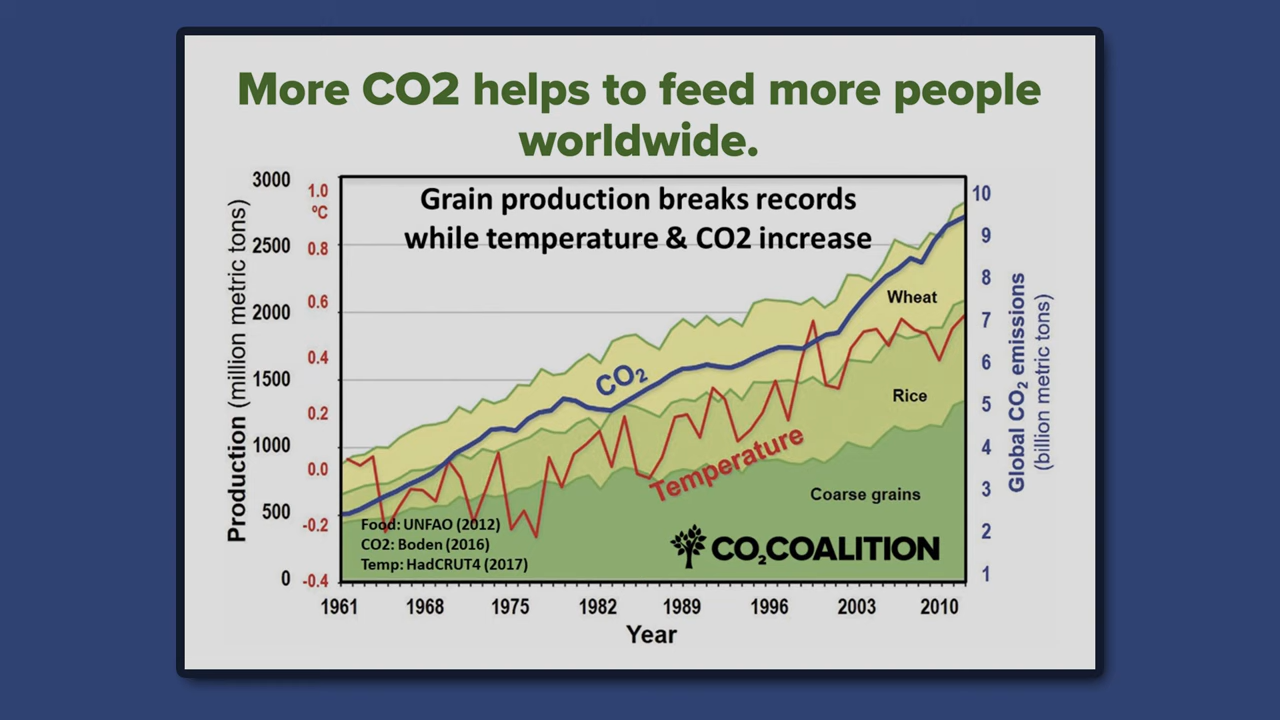 More CO2 helps to feed more people
worldwide.
Grain production breaks records
while temperature & CO2 increase
Production (million metric tons)
3000
2500
2000
1500
1000
500
0
1.0
ºC
0.8
0.6
0.4
0.2
0.0
-0.2
-0.4
CO₂
Temperature
Wheat
Rice
Coarse grains
Food: UNFAO (2012)
CO2: Boden (2016)
Temp: HadCRUT4 (2017)
CO₂COALITION
10
9
8
7
6
5
4
3
2
1
Global CO₂ emissions
(billion metric tons)
1961 1968 1975 1982 1989 1996 2003 2010
Year